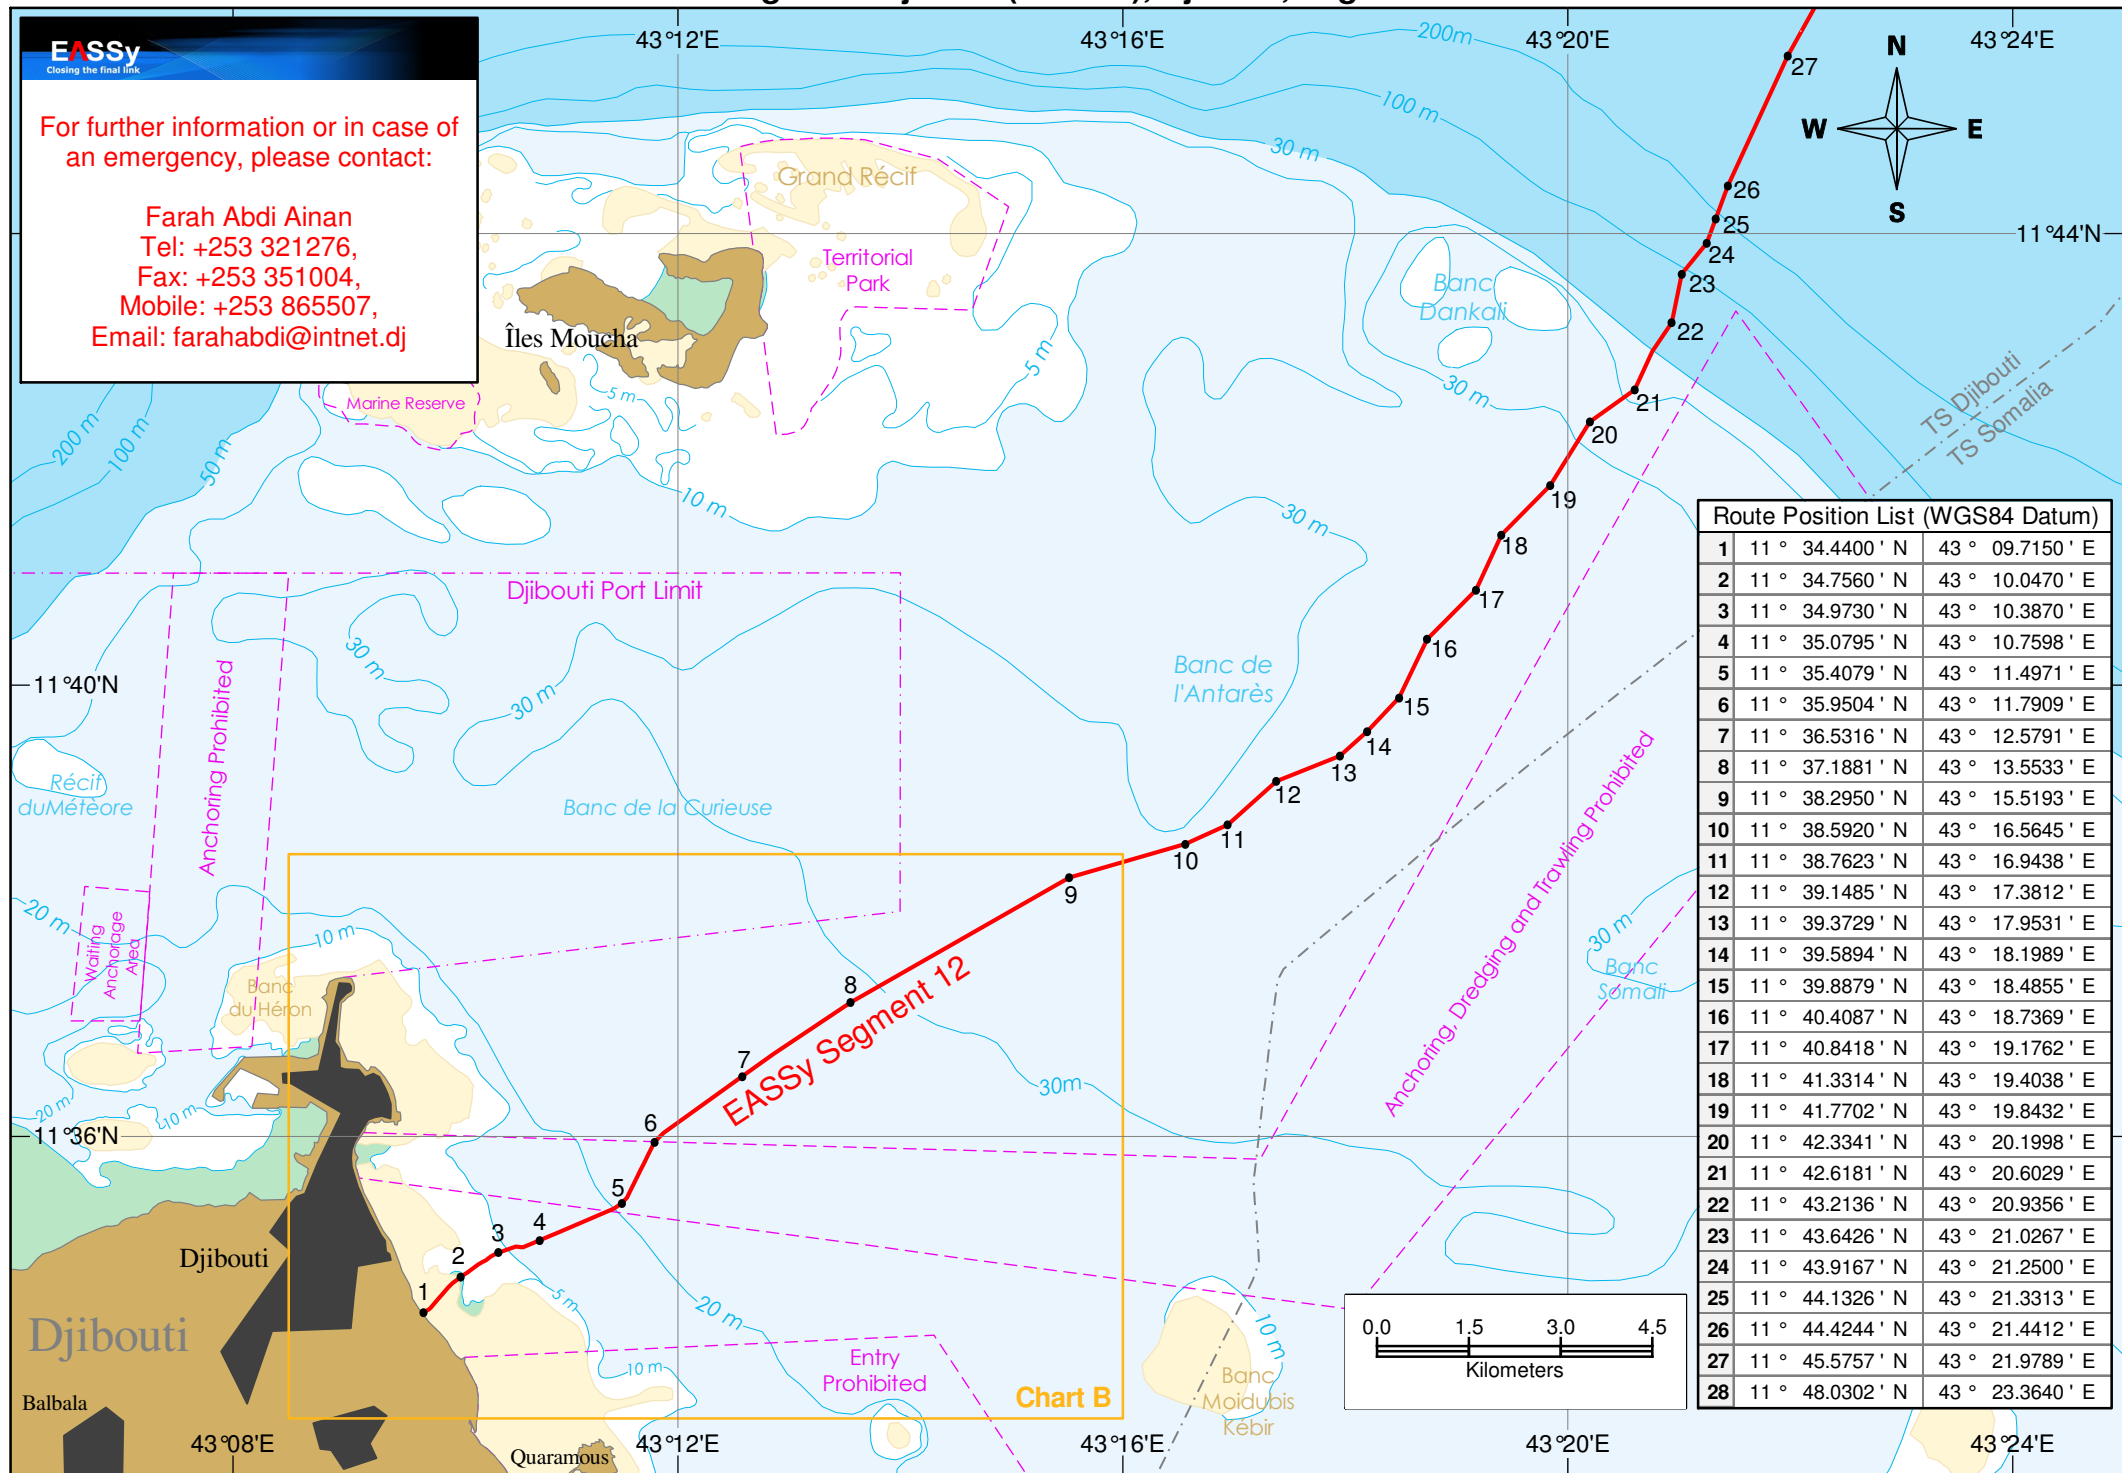 EASSy
Closing the final link
For further information or in case of
an emergency, please contact:
Farah Abdi Ainan
Tel: +253 321276,
Fax: +253 351004,
Mobile: +253 865507,
Email: farahabdi@intnet.dj
43°12'E
43°16'E
43°20'E
43°24'E
200m
100 m
30 m
N
W
E
S
27
26
25
24
23
22
21
20
19
18
17
16
15
14
13
12
11
10
9
8
7
6
5
4
3
2
1
11°44'N
Grand Récif
Territorial
Park
Îles Moucha
Marine Reserve
5 m
5 m
Banc
Dankali
30 m
TS Djibouti
TS Somalia
200 m
100 m
50 m
10 m
30 m
Djibouti Port Limit
30 m
30 m
11°40'N
Anchoring Prohibited
Banc de
l'Antarès
Récif
duMétèore
Banc de la Curieuse
Anchoring, Dredging and Trawling Prohibited
20 m
Waiting
Anchorage
Area
10 m
Banc
du Héron
EASSy Segment 12
30 m
Banc
Somali
20 m
10 m
30m
11°36'N
Djibouti
Djibouti
Balbala
5 m
20 m
10 m
10 m
Entry
Prohibited
Chart B
Banc
Moidubis
Kébir
Quaramous
0.0 1.5 3.0 4.5
Kilometers
43°08'E
43°12'E
43°16'E
43°20'E
43°24'E
Route Position List (WGS84 Datum)
1 11 ° 34.4400 ' N 43 ° 09.7150 ' E
2 11 ° 34.7560 ' N 43 ° 10.0470 ' E
3 11 ° 34.9730 ' N 43 ° 10.3870 ' E
4 11 ° 35.0795 ' N 43 ° 10.7598 ' E
5 11 ° 35.4079 ' N 43 ° 11.4971 ' E
6 11 ° 35.9504 ' N 43 ° 11.7909 ' E
7 11 ° 36.5316 ' N 43 ° 12.5791 ' E
8 11 ° 37.1881 ' N 43 ° 13.5533 ' E
9 11 ° 38.2950 ' N 43 ° 15.5193 ' E
10 11 ° 38.5920 ' N 43 ° 16.5645 ' E
11 11 ° 38.7623 ' N 43 ° 16.9438 ' E
12 11 ° 39.1485 ' N 43 ° 17.3812 ' E
13 11 ° 39.3729 ' N 43 ° 17.9531 ' E
14 11 ° 39.5894 ' N 43 ° 18.1989 ' E
15 11 ° 39.8879 ' N 43 ° 18.4855 ' E
16 11 ° 40.4087 ' N 43 ° 18.7369 ' E
17 11 ° 40.8418 ' N 43 ° 19.1762 ' E
18 11 ° 41.3314 ' N 43 ° 19.4038 ' E
19 11 ° 41.7702 ' N 43 ° 19.8432 ' E
20 11 ° 42.3341 ' N 43 ° 20.1998 ' E
21 11 ° 42.6181 ' N 43 ° 20.6029 ' E
22 11 ° 43.2136 ' N 43 ° 20.9356 ' E
23 11 ° 43.6426 ' N 43 ° 21.0267 ' E
24 11 ° 43.9167 ' N 43 ° 21.2500 ' E
25 11 ° 44.1326 ' N 43 ° 21.3313 ' E
26 11 ° 44.4244 ' N 43 ° 21.4412 ' E
27 11 ° 45.5757 ' N 43 ° 21.9789 ' E
28 11 ° 48.0302 ' N 43 ° 23.3640 ' E